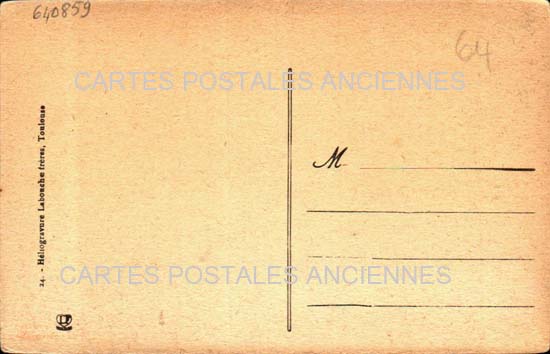 640859
64
CARTES POSTALES ANCIENNES
24. - Héliogravure Labouche frères, Toulouse
M
CARTES POSTALES ANCIENNES